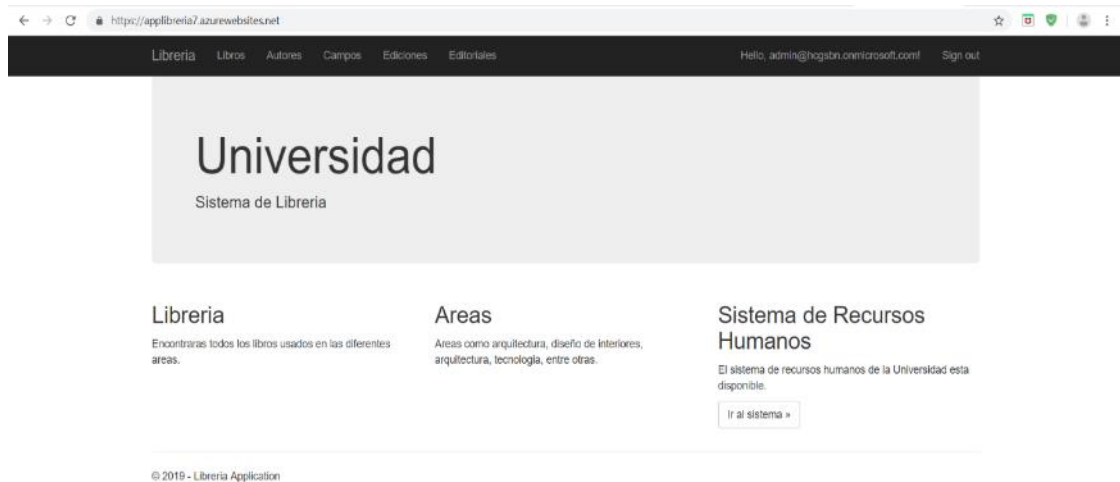 https://applibreria7.azurewebsites.net
Libreria Libros Autores Campos Ediciones Editoriales Hello, admin@hcgsbn.onmicrosoft.com! Sign out
Universidad
Sistema de Libreria
Libreria
Encontraras todos los libros usados en las diferentes
areas.
Areas
Areas como arquitectura, diseño de interiores,
arquitectura, tecnologia, entre otras.
Sistema de Recursos
Humanos
El sistema de recursos humanos de la Universidad esta
disponible.
Ir al sistema »
© 2019 - Libreria Application